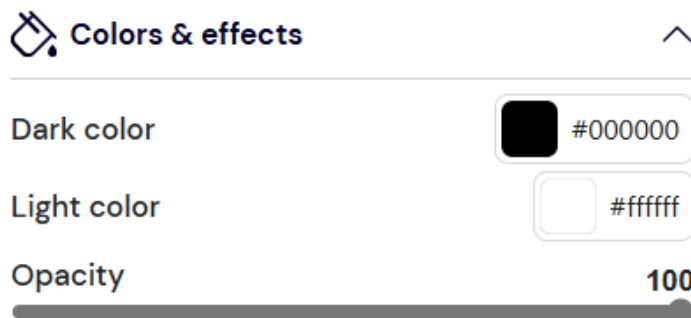 Colors & effects
Dark color #000000
Light color #ffffff
Opacity 100